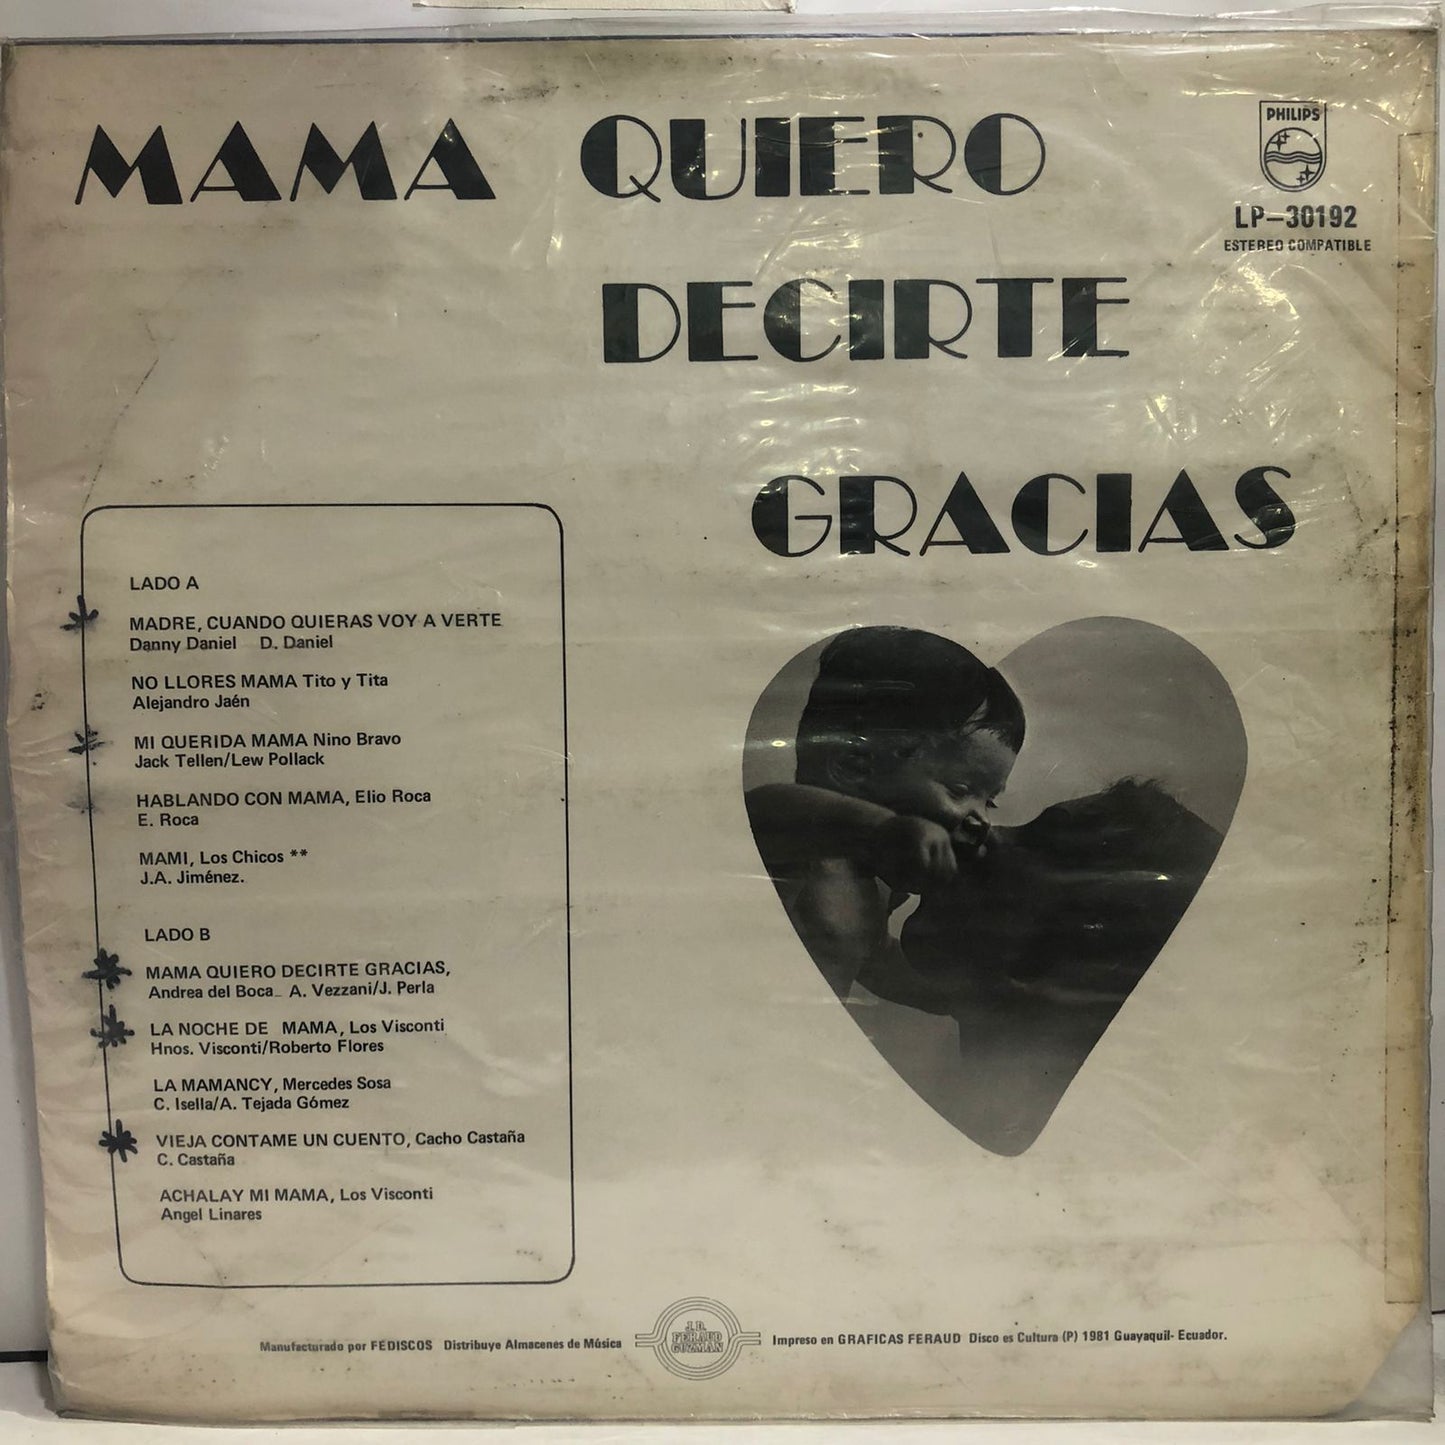 MAMA QUIERO
DECIRTE
GRACIAS
PHILIPS
LP-30192
ESTEREO COMPATIBLE
LADO A
MADRE, CUANDO QUIERAS VOY A VERTE
Danny Daniel D. Daniel
NO LLORES MAMA Tito y Tita
Alejandro Jaén
MI QUERIDA MAMA Nino Bravo
Jack Tellen/Lew Pollack
HABLANDO CON MAMA, Elio Roca
E. Roca
MAMI, Los Chicos **
J.A. Jiménez.
LADO B
MAMA QUIERO DECIRTE GRACIAS,
Andrea del Boca_ A. Vezzani/J. Perla
LA NOCHE DE MAMA, Los Visconti
Hnos. Visconti/Roberto Flores
LA MAMANCY, Mercedes Sosa
C. Isella/A. Tejada Gómez
VIEJA CONTAME UN CUENTO, Cacho Castaña
C. Castaña
ACHALAY MI MAMA, Los Visconti
Angel Linares
Manufacturado por FEDISCOS Distribuye Almacenes de Música
J.D.
FERAUD
GUZMAN
Impreso en GRAFICAS FERAUD Disco es Cultura (P) 1981 Guayaquil- Ecuador.